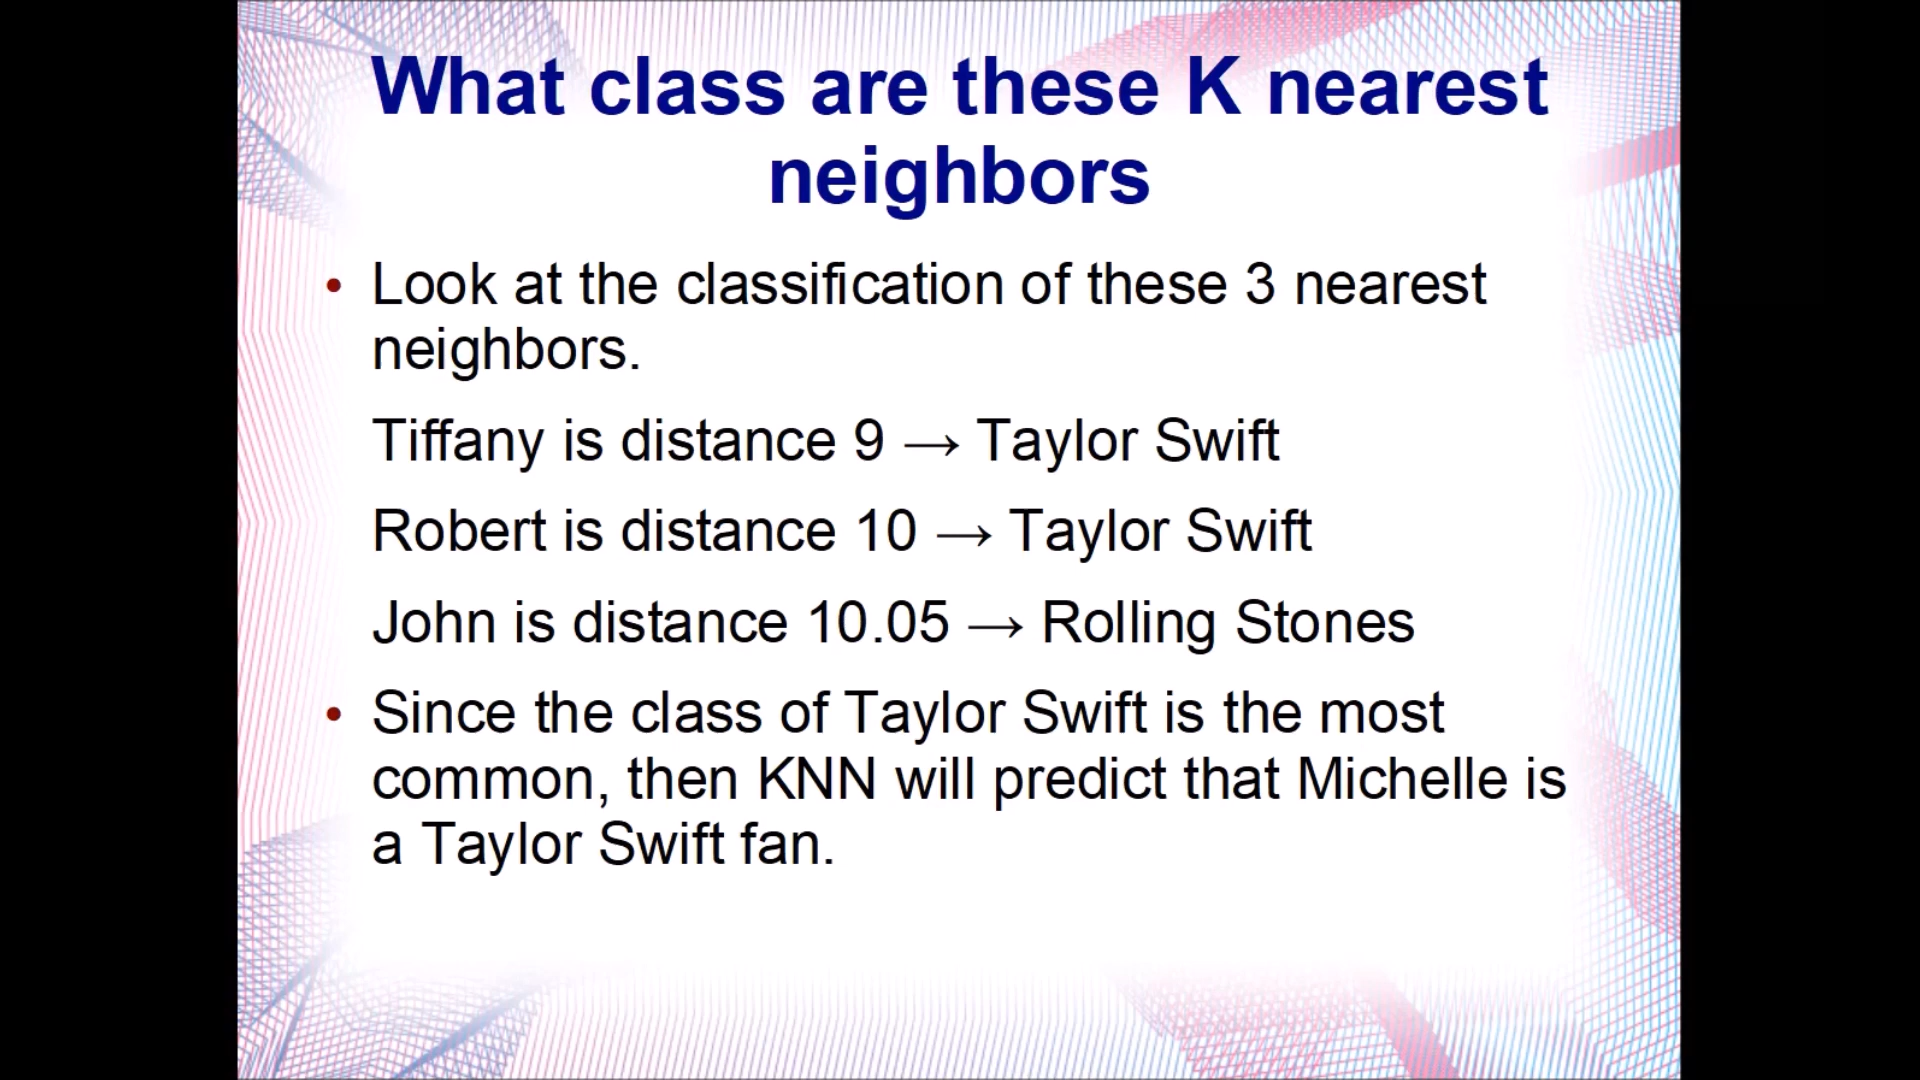 What class are these K nearest
neighbors
• Look at the classification of these 3 nearest
neighbors.
Tiffany is distance 9 → Taylor Swift
Robert is distance 10 → Taylor Swift
John is distance 10.05 → Rolling Stones
• Since the class of Taylor Swift is the most
common, then KNN will predict that Michelle is
a Taylor Swift fan.